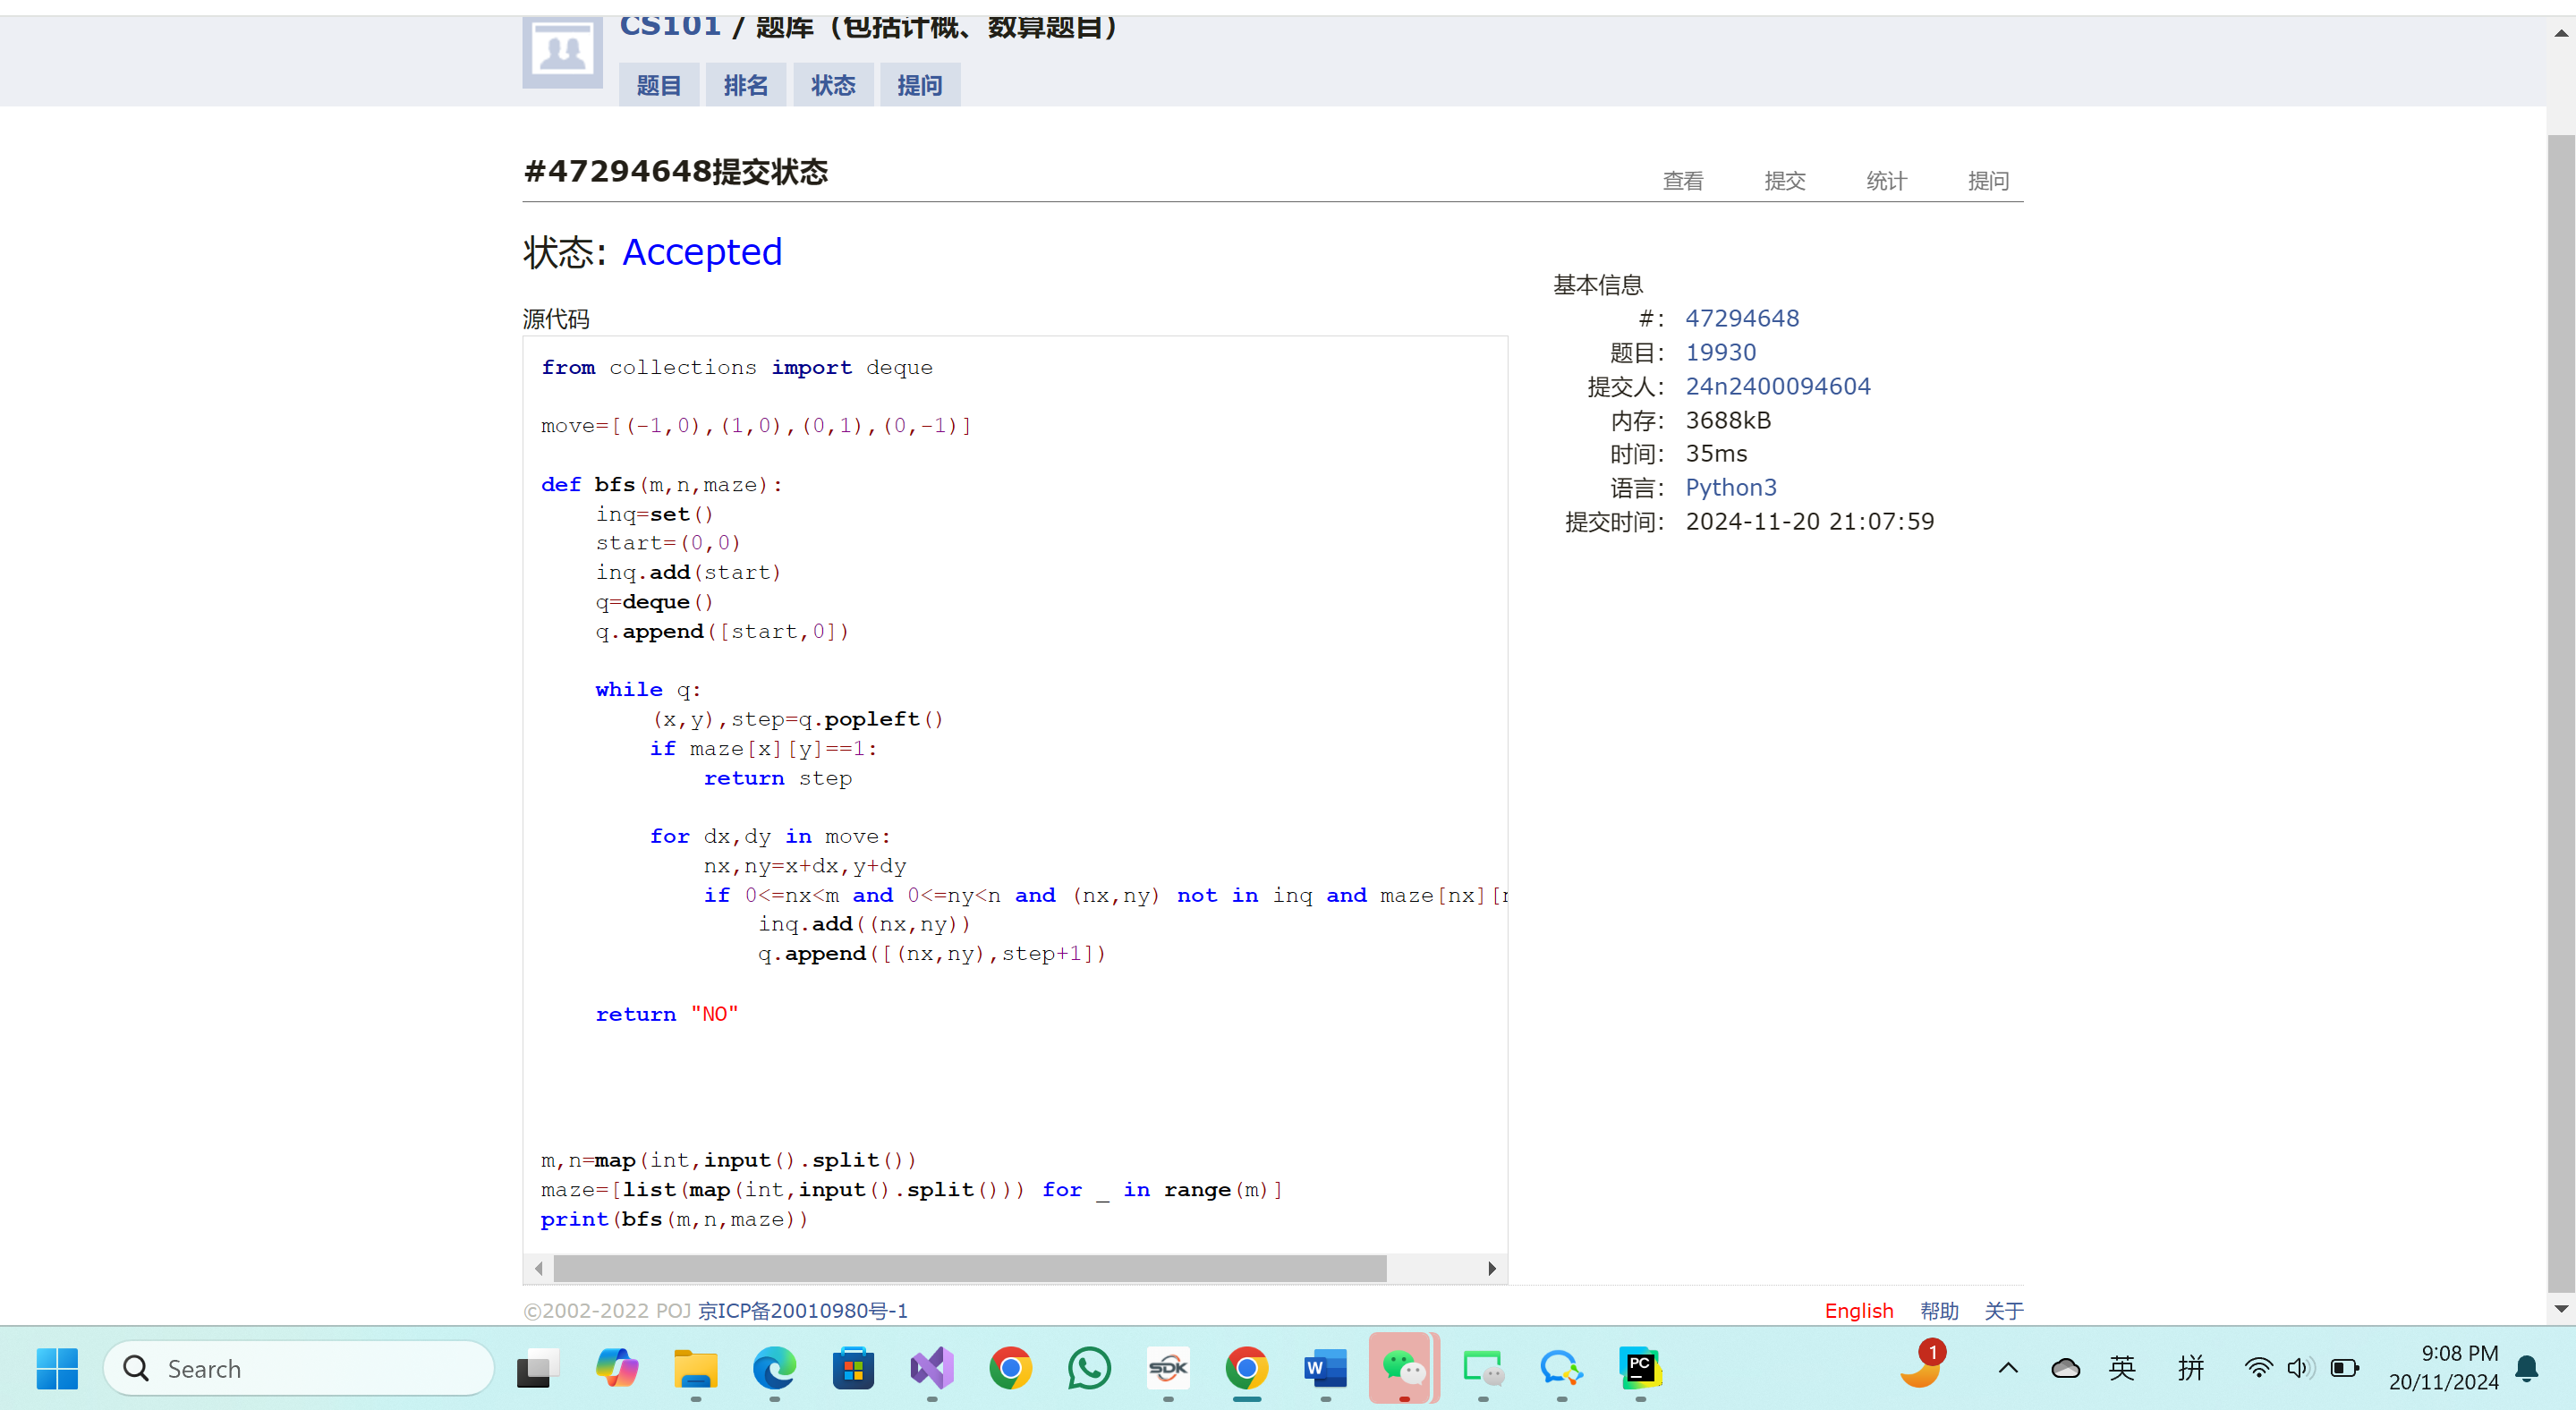 CS101 / 题库（包括计概、数算题目）
题目 排名 状态 提问
#47294648提交状态
查看 提交 统计 提问
状态: Accepted
源代码
from collections import deque
move=[(-1,0),(1,0),(0,1),(0,-1)]
def bfs(m,n,maze):
    inq=set()
    start=(0,0)
    inq.add(start)
    q=deque()
    q.append([start,0])
    while q:
        (x,y),step=q.popleft()
        if maze[x][y]==1:
            return step
        for dx,dy in move:
            nx,ny=x+dx,y+dy
            if 0<=nx<m and 0<=ny<n and (nx,ny) not in inq and maze[nx][
                inq.add((nx,ny))
                q.append([(nx,ny),step+1])
    return "NO"
m,n=map(int,input().split())
maze=[list(map(int,input().split())) for _ in range(m)]
print(bfs(m,n,maze))
基本信息
#: 47294648
题目: 19930
提交人: 24n2400094604
内存: 3688kB
时间: 35ms
语言: Python3
提交时间: 2024-11-20 21:07:59
©2002-2022 POJ 京ICP备20010980号-1
English 帮助 关于
Search
SDK
W
PC
1
英
拼
9:08 PM
20/11/2024